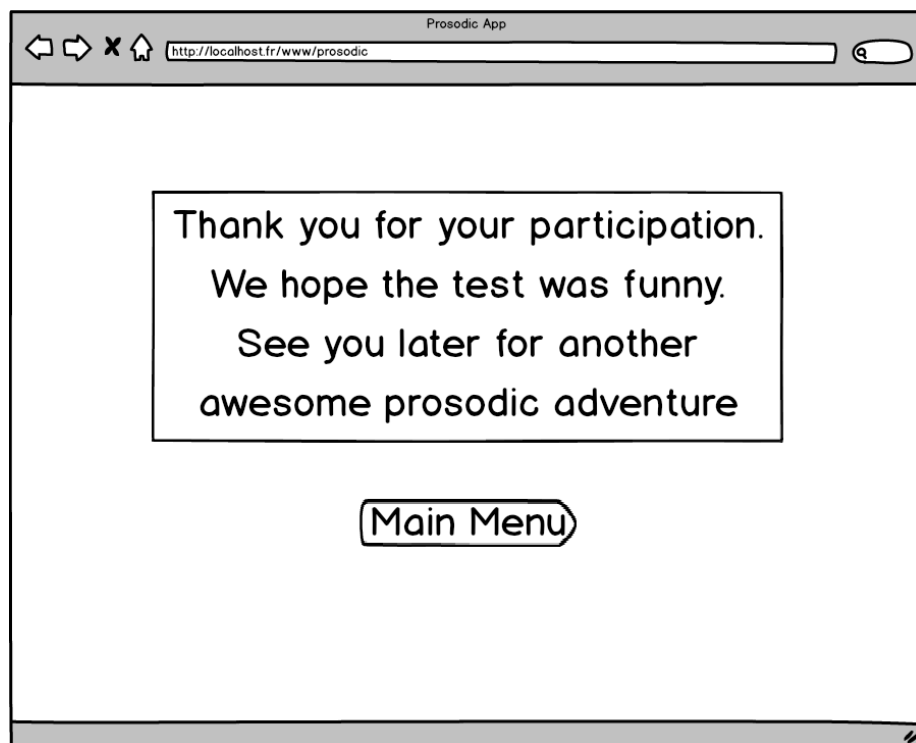 Prosodic App
http://localhost.fr/www/prosodic
Thank you for your participation.
We hope the test was funny.
See you later for another
awesome prosodic adventure
Main Menu